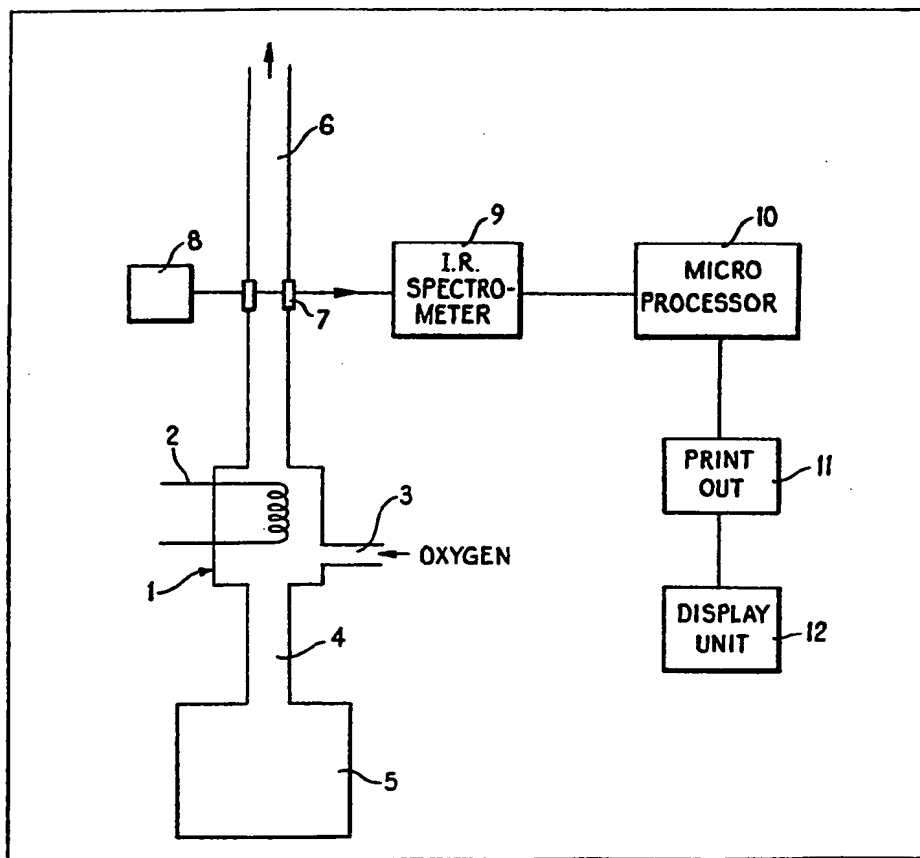 6
8
9
I.R.
SPECTRO-
METER
10
MICRO
PROCESSOR
7
2
3
OXYGEN
1
PRINT
OUT
11
4
DISPLAY
UNIT
12
5